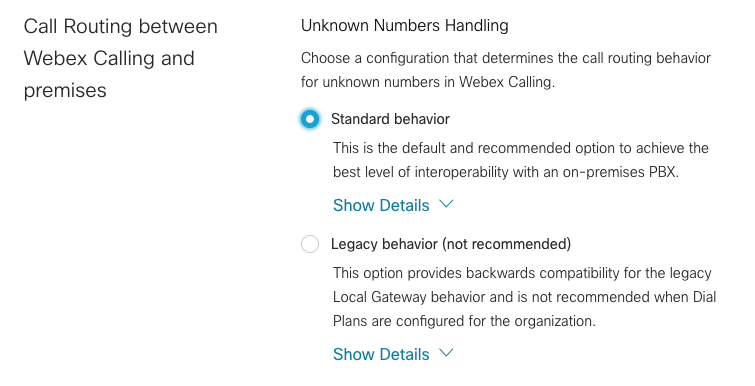 Call Routing between
Webex Calling and
premises
Unknown Numbers Handling
Choose a configuration that determines the call routing behavior
for unknown numbers in Webex Calling.
Standard behavior
This is the default and recommended option to achieve the
best level of interoperability with an on-premises PBX.
Show Details
Legacy behavior (not recommended)
This option provides backwards compatibility for the legacy
Local Gateway behavior and is not recommended when Dial
Plans are configured for the organization.
Show Details